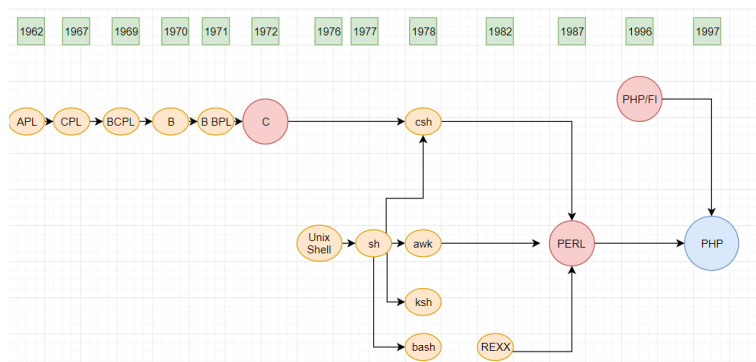 1962
1967
1969
1970
1971
1972
1976
1977
1978
1982
1987
1996
1997
PHP/FI
APL
CPL
BCPL
B
B BPL
C
csh
Unix
Shell
sh
awk
PERL
PHP
ksh
bash
REXX